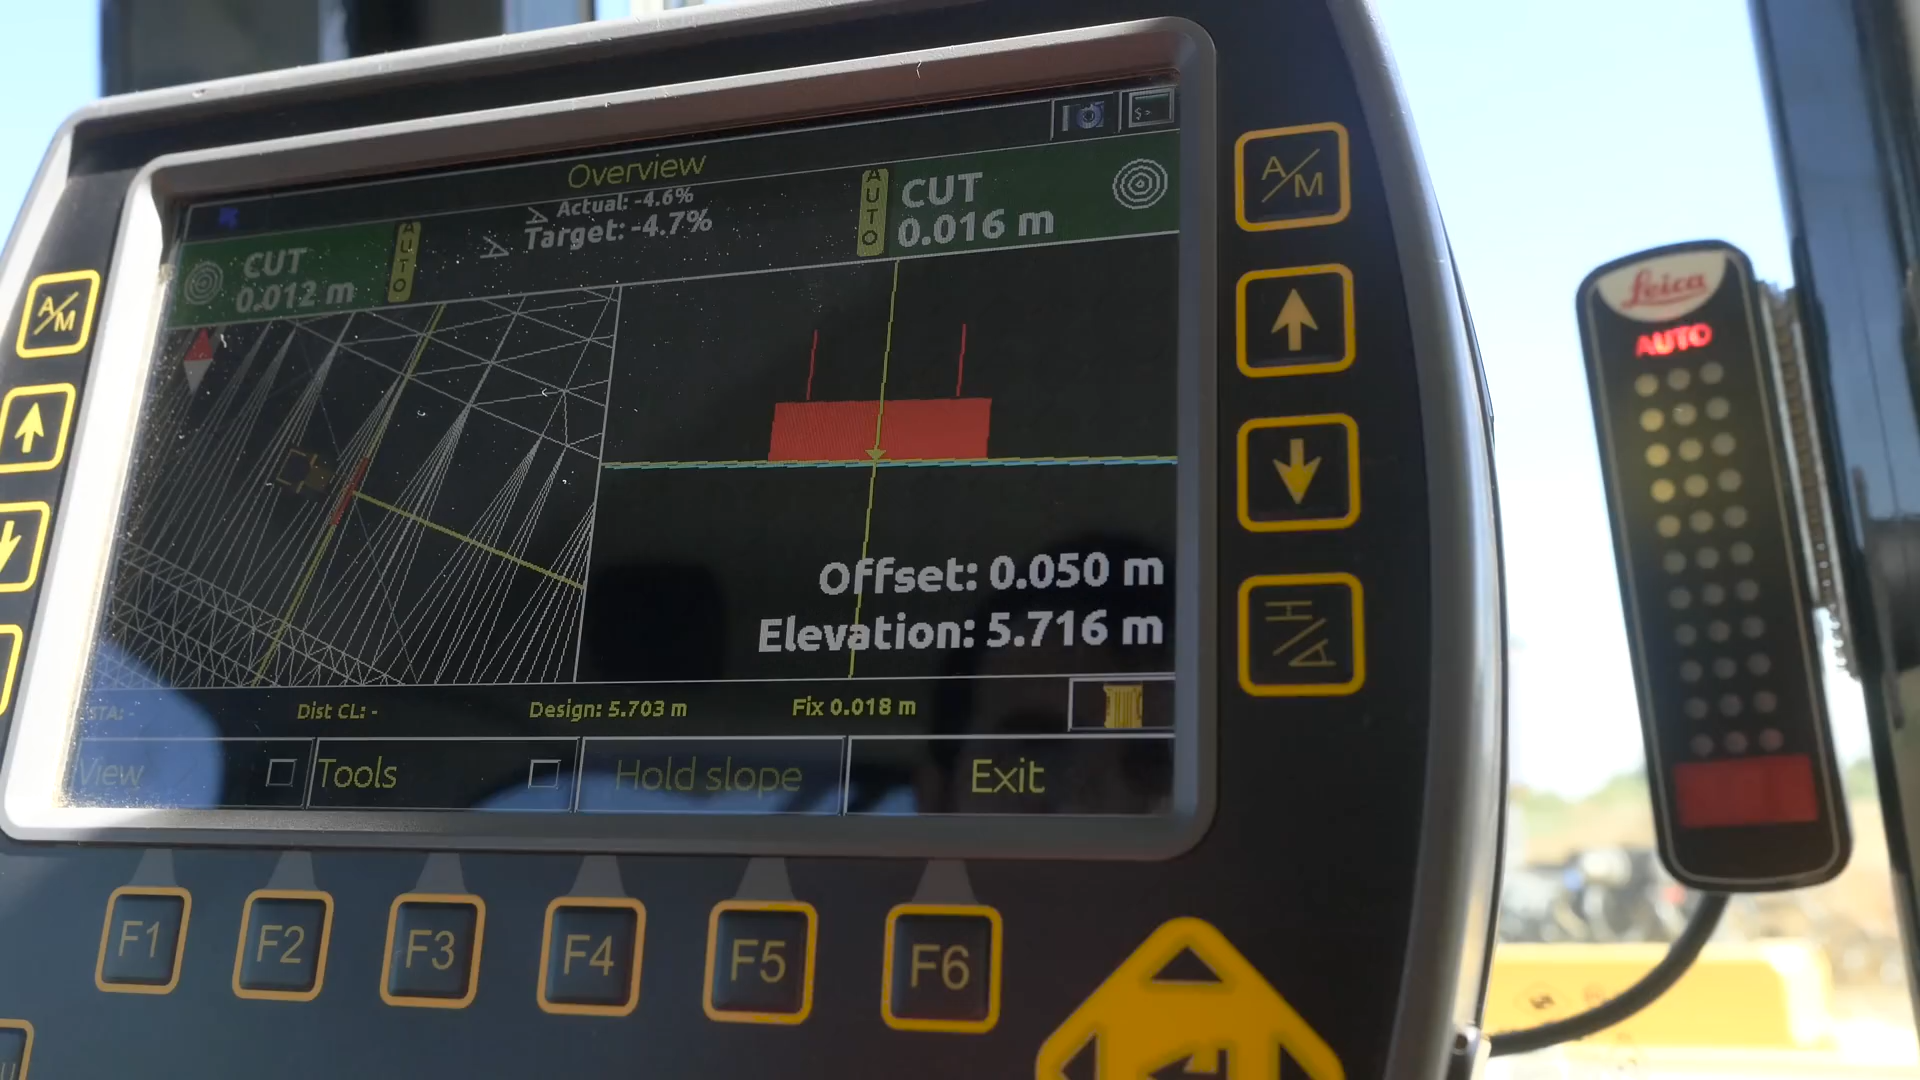 Overview
Actual: -4.6%
Target: -4.7%
AUTO
CUT
0.016 m
$>
CUT
0.012 m
AUTO
Offset: 0.050 m
Elevation: 5.716 m
STA: -
Dist CL: -
Design: 5.703 m
Fix 0.018 m
View
Tools
Hold slope
Exit
A/M
A/M
H
F1
F2
F3
F4
F5
F6
Leica
AUTO